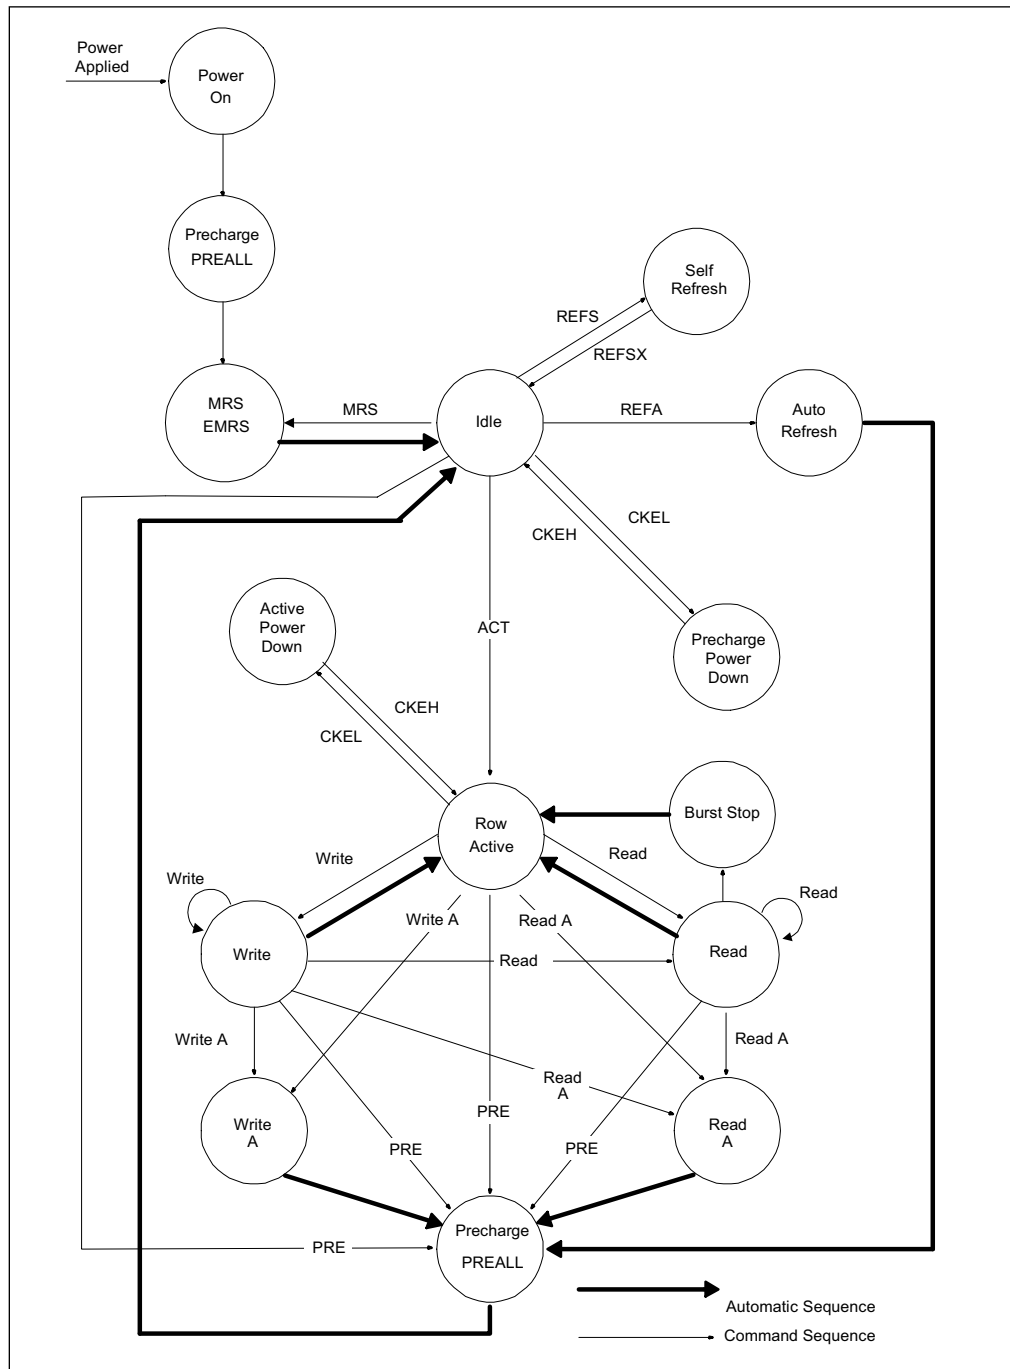 Power
Applied
Power
On
Precharge
PREALL
Self
Refresh
REFS
REFSX
MRS
EMRS
MRS
Idle
REFA
Auto
Refresh
CKEL
CKEH
Active
Power
Down
ACT
Precharge
Power
Down
CKEH
CKEL
Burst Stop
Row
Active
Write
Read
Write
Read
Write A
Read A
Write
Read
Read
Write A
Read A
Read
A
Write
A
PRE
Read
A
PRE
PRE
Precharge
PREALL
PRE
Automatic Sequence
Command Sequence